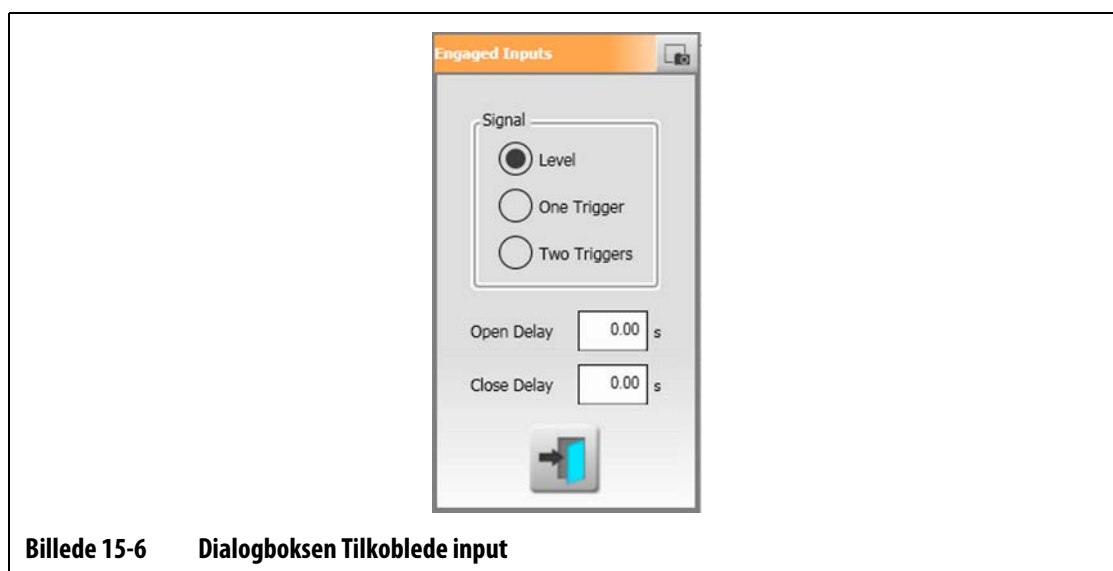 Engaged Inputs
Signal
Level
One Trigger
Two Triggers
Open Delay 0.00 s
Close Delay 0.00 s
Billede 15-6 Dialogboksen Tilkoblede input